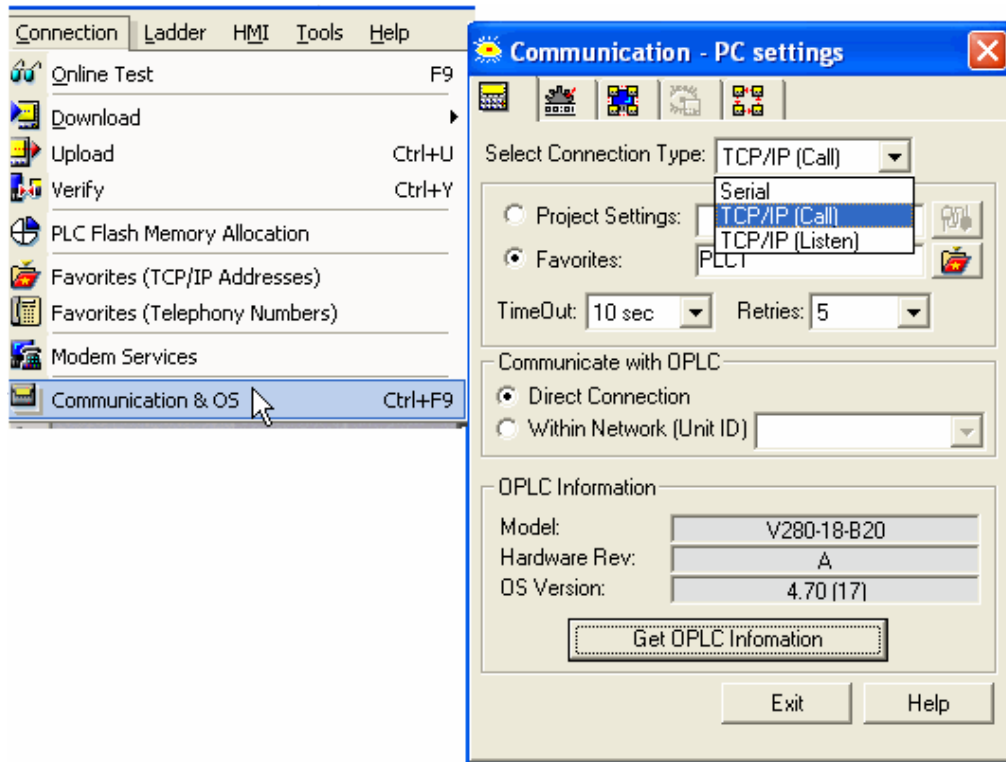 Connection Ladder HMI Tools Help
Online Test F9
Download
Upload Ctrl+U
Verify Ctrl+Y
PLC Flash Memory Allocation
Favorites (TCP/IP Addresses)
Favorites (Telephony Numbers)
Modem Services
Communication & OS Ctrl+F9
Communication - PC settings
Select Connection Type: TCP/IP (Call)
Serial
TCP/IP (Call)
TCP/IP (Listen)
Project Settings:
Favorites: PLC1
TimeOut: 10 sec Retries: 5
Communicate with OPLC
Direct Connection
Within Network (Unit ID)
OPLC Information
Model: V280-18-B20
Hardware Rev: A
OS Version: 4.70 (17)
Get OPLC Infomation
Exit Help